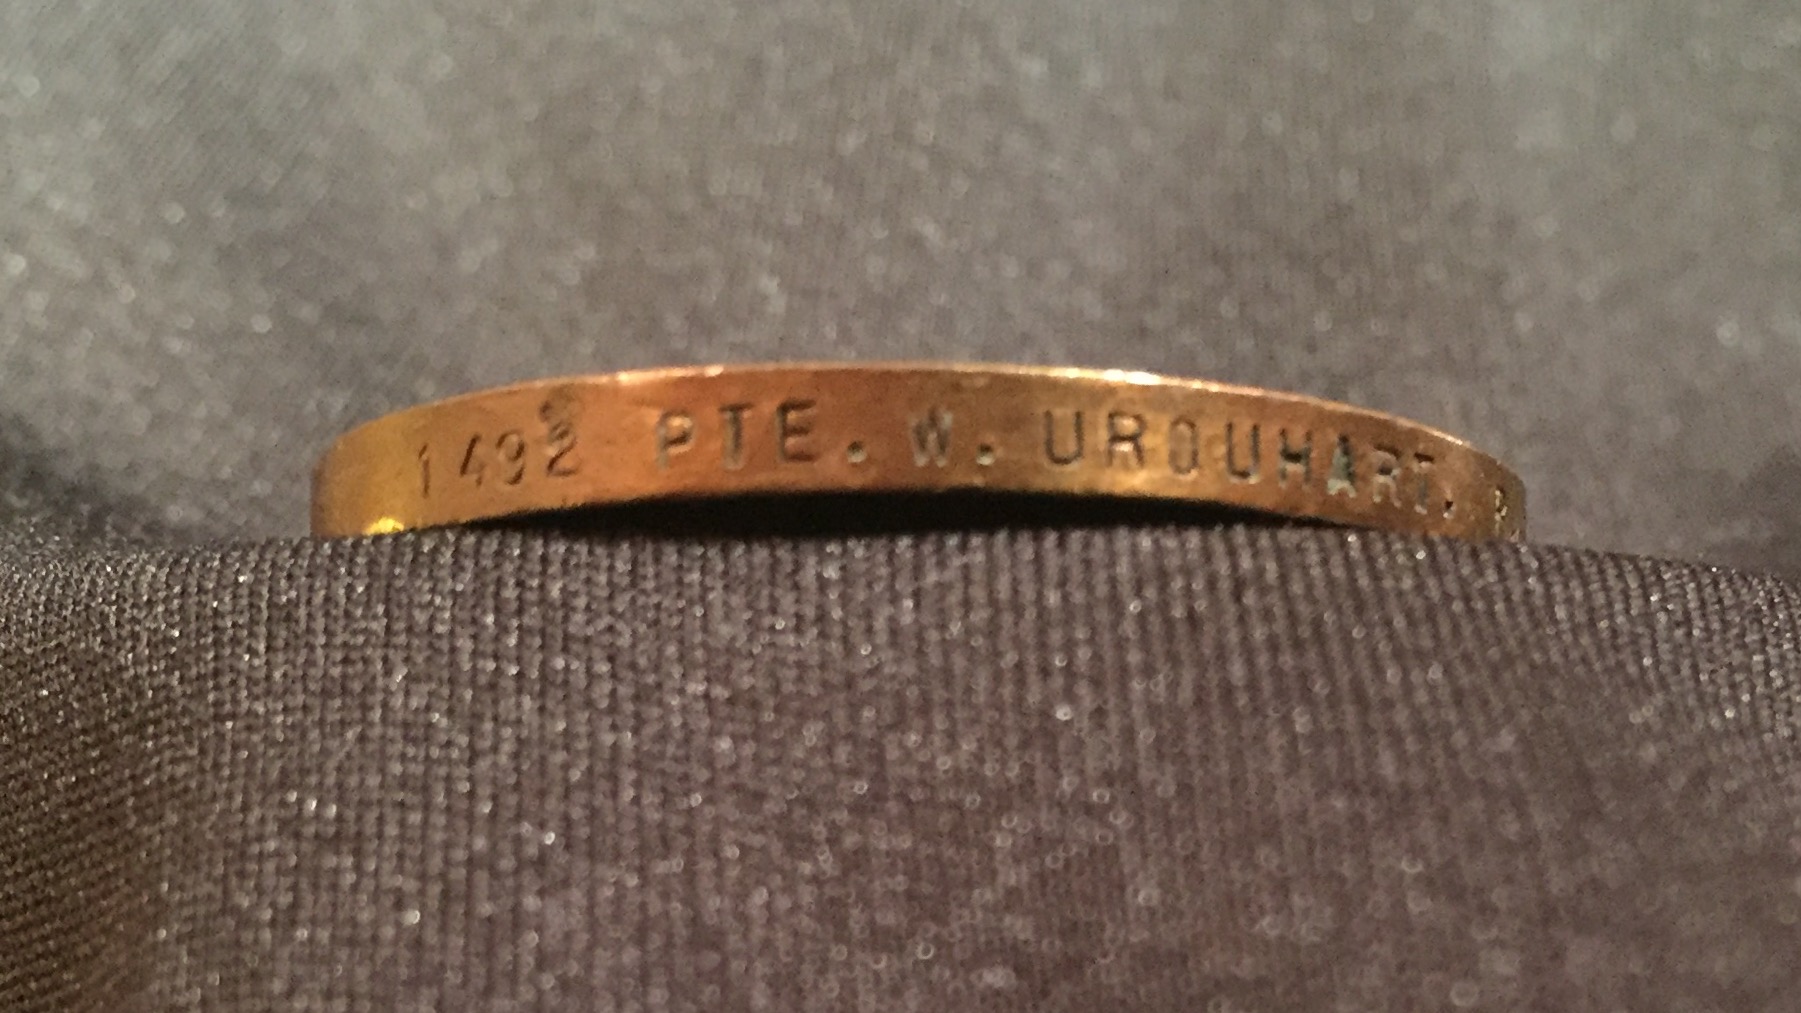 1492 PTE. W. URQUHART. R